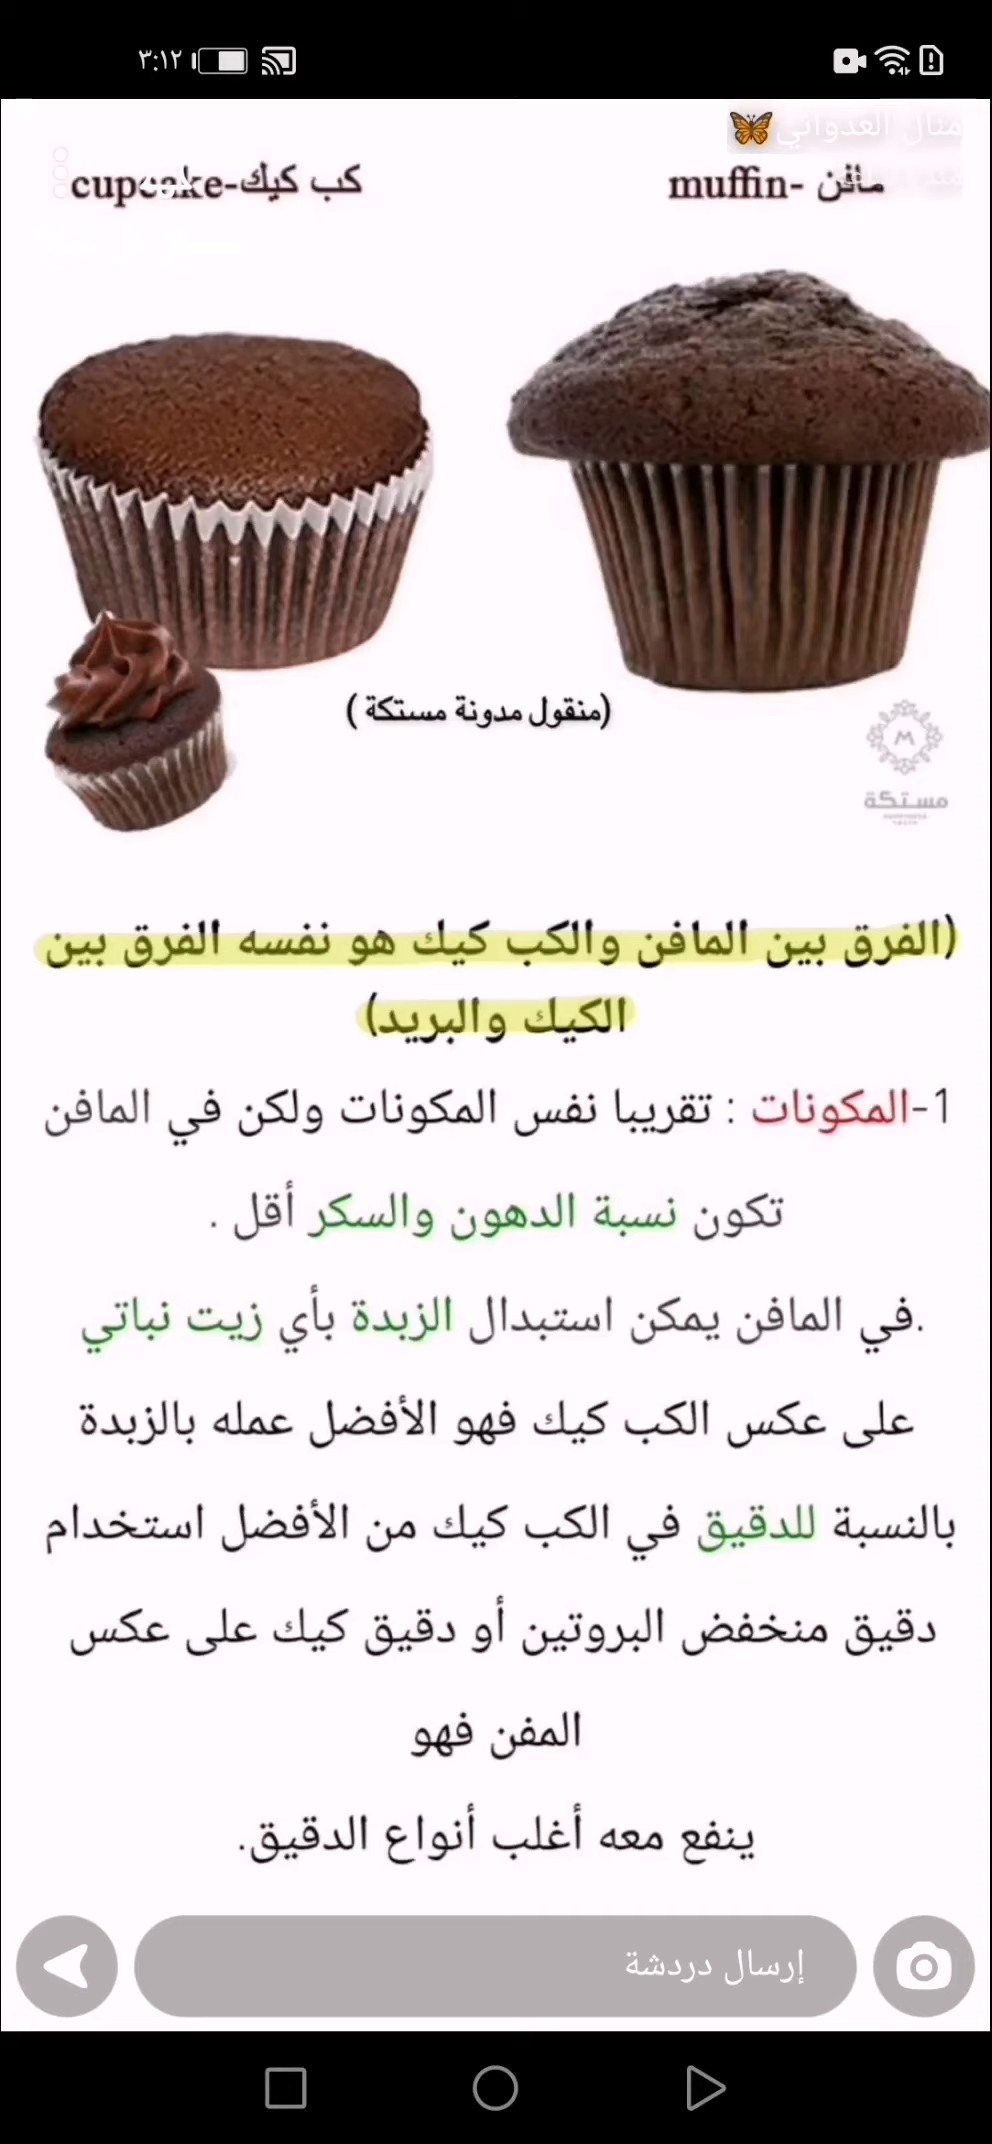 ٣:١٢
منال العدواني
مافن -muffin
كب كيك-cupcake
(منقول مدونة مستكة )
M
مستكة
(الفرق بين المافن والكب كيك هو نفسه الفرق بين
الكيك والبريد)
1-المكونات : تقريبا نفس المكونات ولكن في المافن
تكون نسبة الدهون والسكر أقل .
.في المافن يمكن استبدال الزبدة بأي زيت نباتي
على عكس الكب كيك فهو الأفضل عمله بالزبدة
بالنسبة للدقيق في الكب كيك من الأفضل استخدام
دقيق منخفض البروتين أو دقيق كيك على عكس
المفن فهو
ينفع معه أغلب أنواع الدقيق.
إرسال دردشة